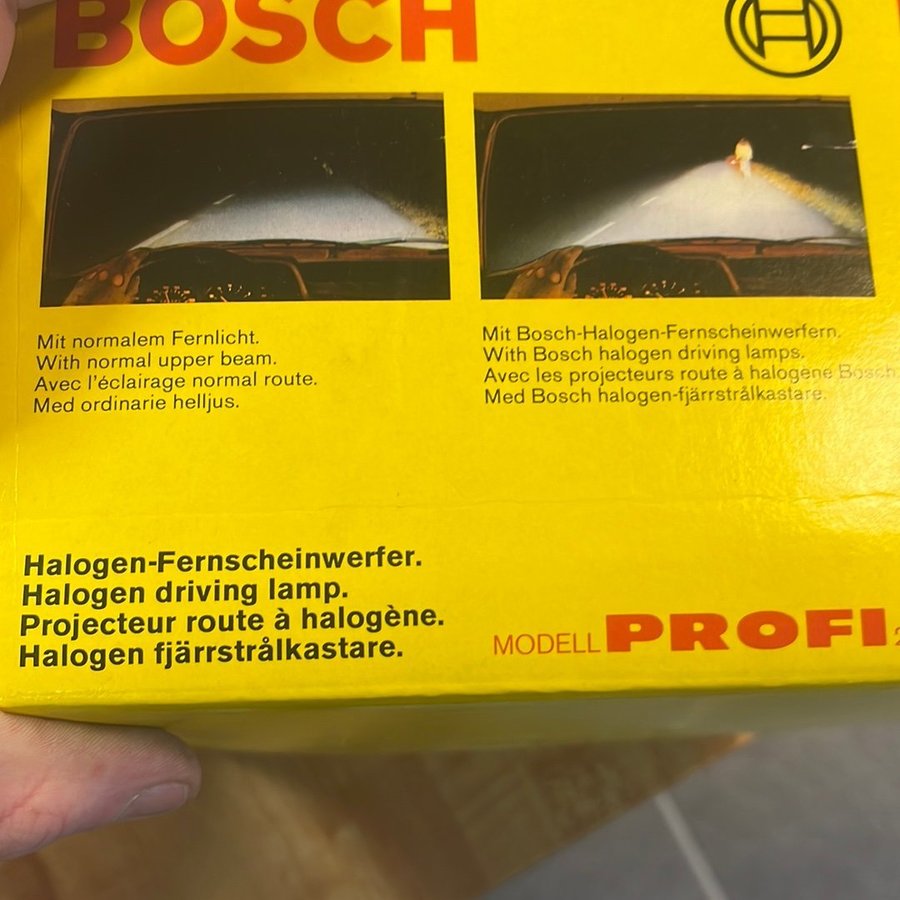 BOSCH
Mit normalem Fernlicht.
With normal upper beam.
Avec l'éclairage normal route.
Med ordinarie helljus.
Mit Bosch-Halogen-Fernscheinwerfern.
With Bosch halogen driving lamps.
Avec les projecteurs route à halogène Bosch.
Med Bosch halogen-fjärrstrålkastare.
Halogen-Fernscheinwerfer.
Halogen driving lamp.
Projecteur route à halogène.
Halogen fjärrstrålkastare.
MODELL PROFI